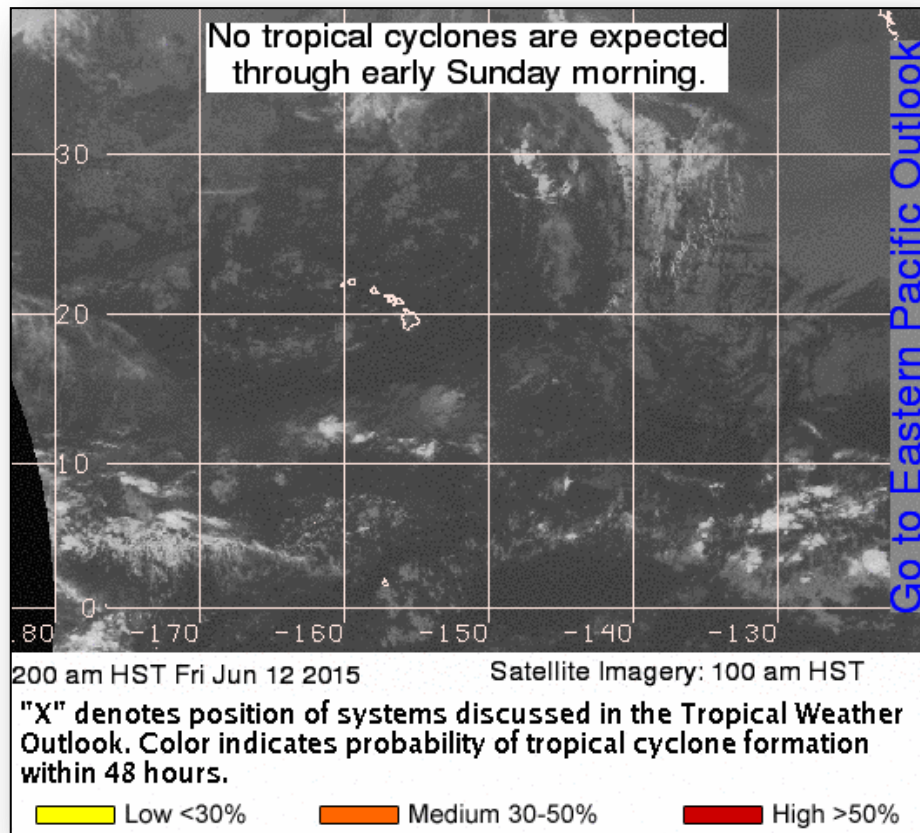 No tropical cyclones are expected
through early Sunday morning.
30
20
10
0
.80 -170 -160 -150 -140 -130
Go to Eastern Pacific Outlook
200 am HST Fri Jun 12 2015 Satellite Imagery: 100 am HST
"X" denotes position of systems discussed in the Tropical Weather
Outlook. Color indicates probability of tropical cyclone formation
within 48 hours.
Low <30% Medium 30-50% High >50%